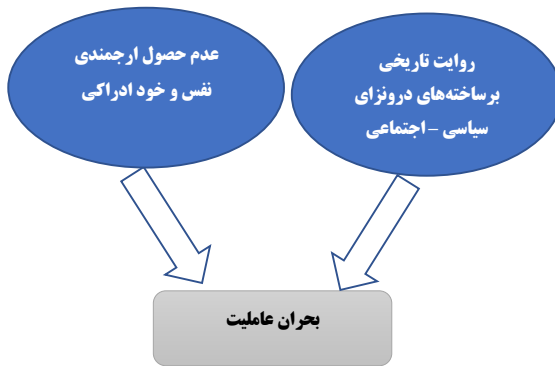 روایت تاریخی
برساخته‌های درونزای
سیاسی – اجتماعی
عدم حصول ارجمندی
نفس و خود ادراکی
بحران عاملیت